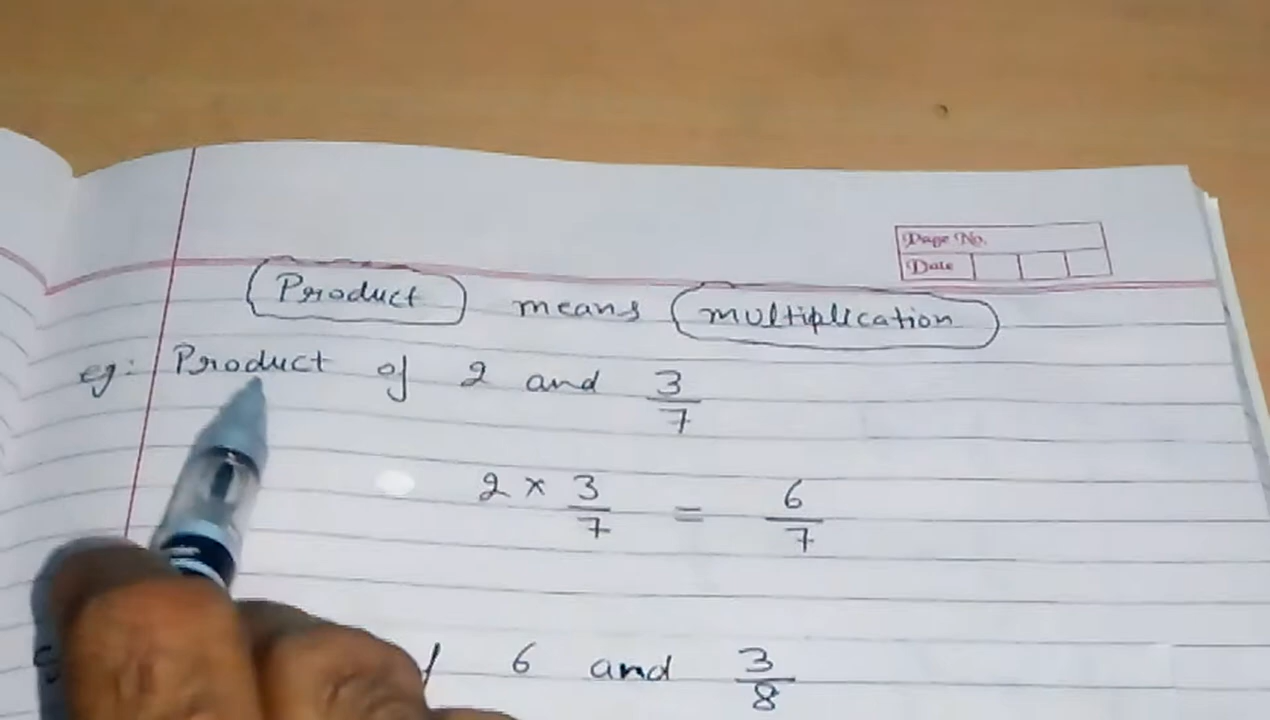 Page No.
Date
Product means multiplication
eg: Product of 2 and 3/7
2 × 3/7 = 6/7
6 and 3/8